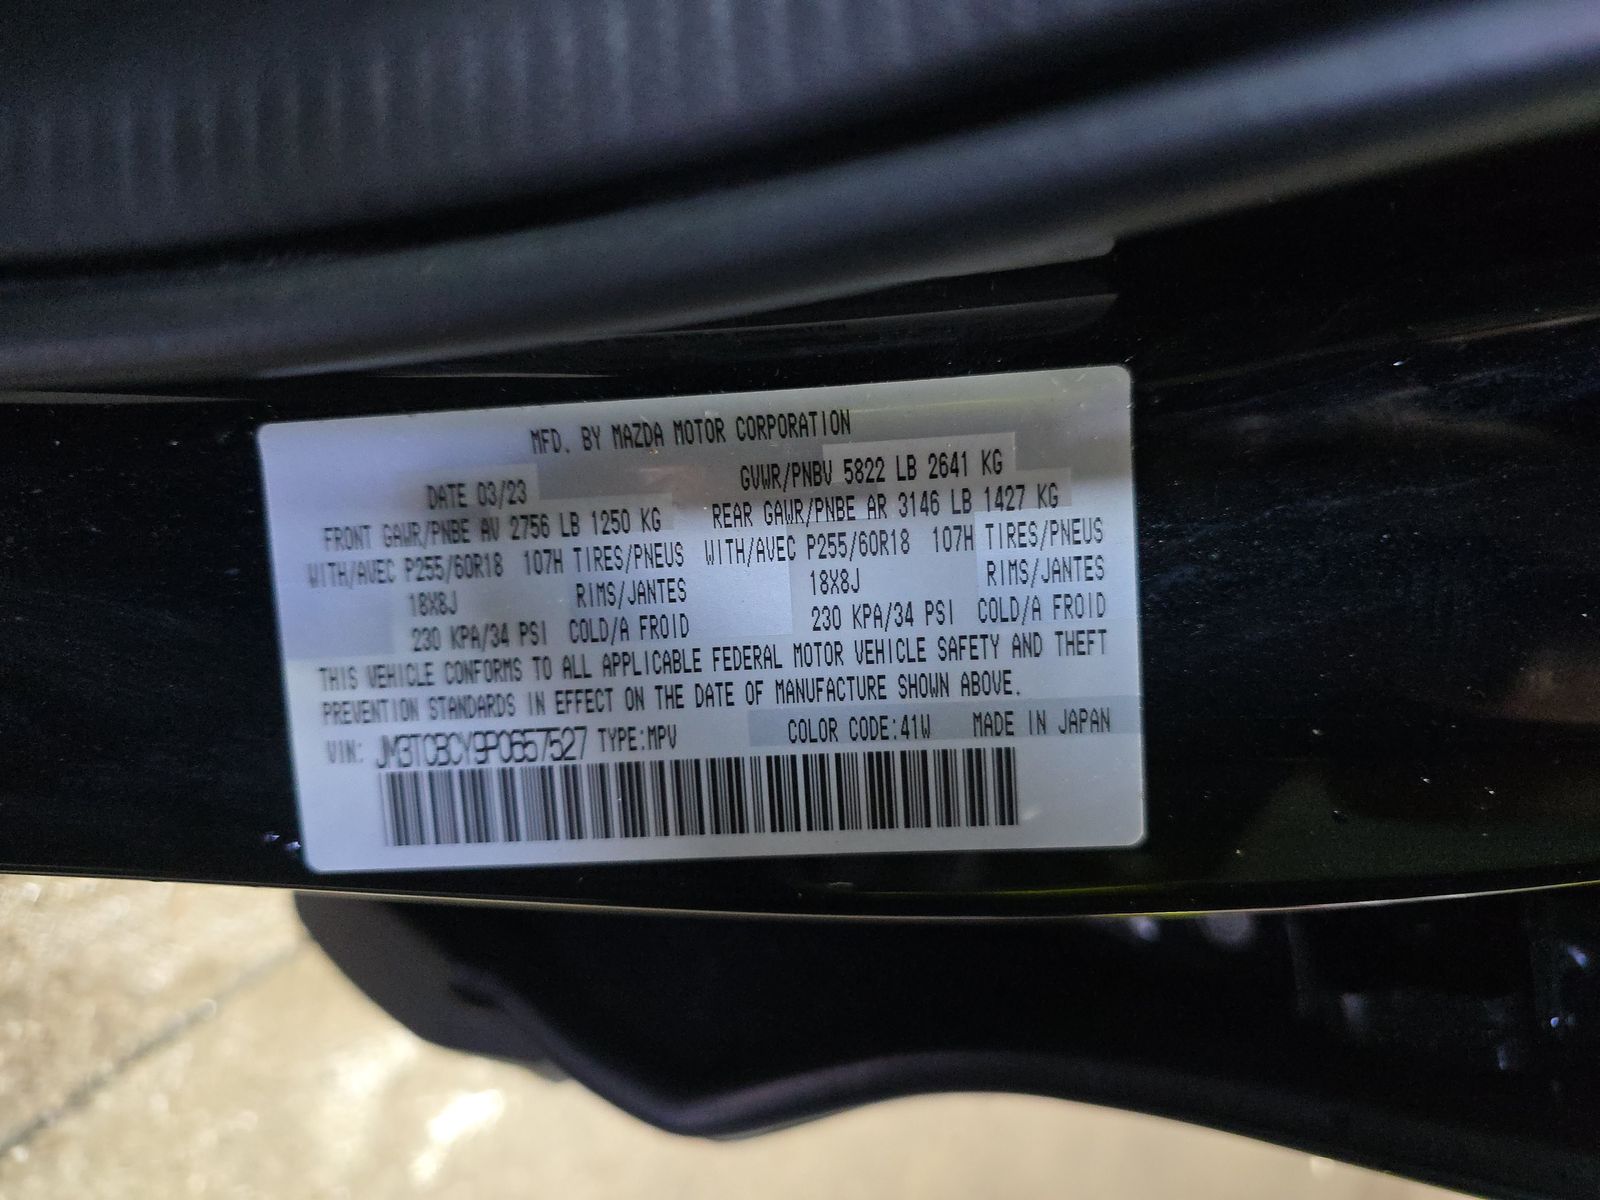 MFD. BY MAZDA MOTOR CORPORATION
DATE 03/23 GVWR/PNBV 5822 LB 2641 KG
FRONT GAWR/PNBE AV 2756 LB 1250 KG REAR GAWR/PNBE AR 3146 LB 1427 KG
WITH/AVEC P255/60R18 107H TIRES/PNEUS WITH/AVEC P255/60R18 107H TIRES/PNEUS
18X8J RIMS/JANTES 18X8J RIMS/JANTES
230 KPA/34 PSI COLD/A FROID 230 KPA/34 PSI COLD/A FROID
THIS VEHICLE CONFORMS TO ALL APPLICABLE FEDERAL MOTOR VEHICLE SAFETY AND THEFT
PREVENTION STANDARDS IN EFFECT ON THE DATE OF MANUFACTURE SHOWN ABOVE.
VIN: JM3TCBCY9P0657527 TYPE:MPV COLOR CODE:41W MADE IN JAPAN